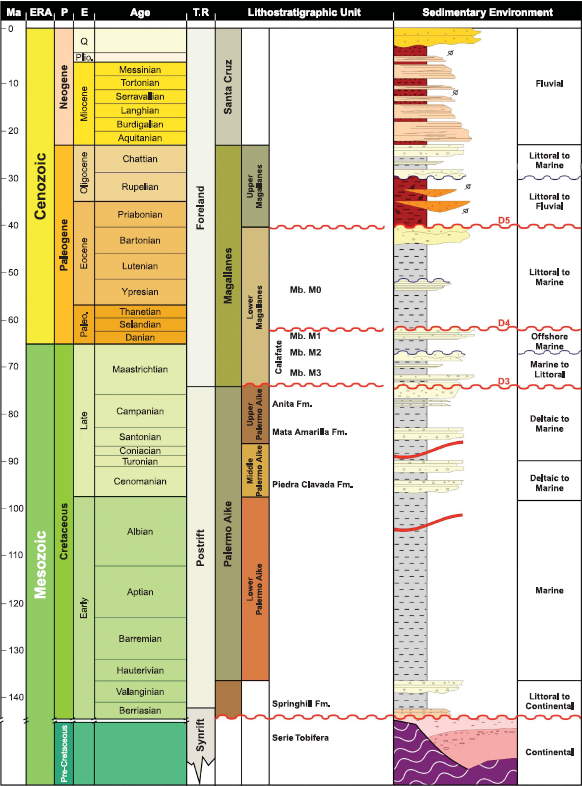 Ma ERA P E Age T.R Lithostratigraphic Unit Sedimentary Environment
0
10
20
30
40
50
60
70
80
90
100
110
120
130
140
Cenozoic
Mesozoic
Neogene
Paleogene
Cretaceous
Pre-Cretaceous
Q
Plio.
Miocene
Oligocene
Eocene
Paleo.
Late
Early
Messinian
Tortonian
Serravallian
Langhian
Burdigalian
Aquitanian
Chattian
Rupelian
Priabonian
Bartonian
Lutenian
Ypresian
Thanetian
Selandian
Danian
Maastrichtian
Campanian
Santonian
Coniacian
Turonian
Cenomanian
Albian
Aptian
Barremian
Hauterivian
Valanginian
Berriasian
Foreland
Postrift
Synrift
Santa Cruz
Magallanes
Palermo Aike
Upper
Magallanes
Lower
Magallanes
Upper
Palermo Aike
Middle
Palermo Aike
Lower
Palermo Aike
Calafate
Mb. M0
Mb. M1
Mb. M2
Mb. M3
Anita Fm.
Mata Amarilla Fm.
Piedra Clavada Fm.
Springhill Fm.
Serie Tobifera
D5
D4
D3
Fluvial
Littoral to
Marine
Littoral to
Fluvial
Littoral to
Marine
Offshore
Marine
Marine to
Littoral
Deltaic to
Marine
Deltaic to
Marine
Marine
Littoral to
Continental
Continental